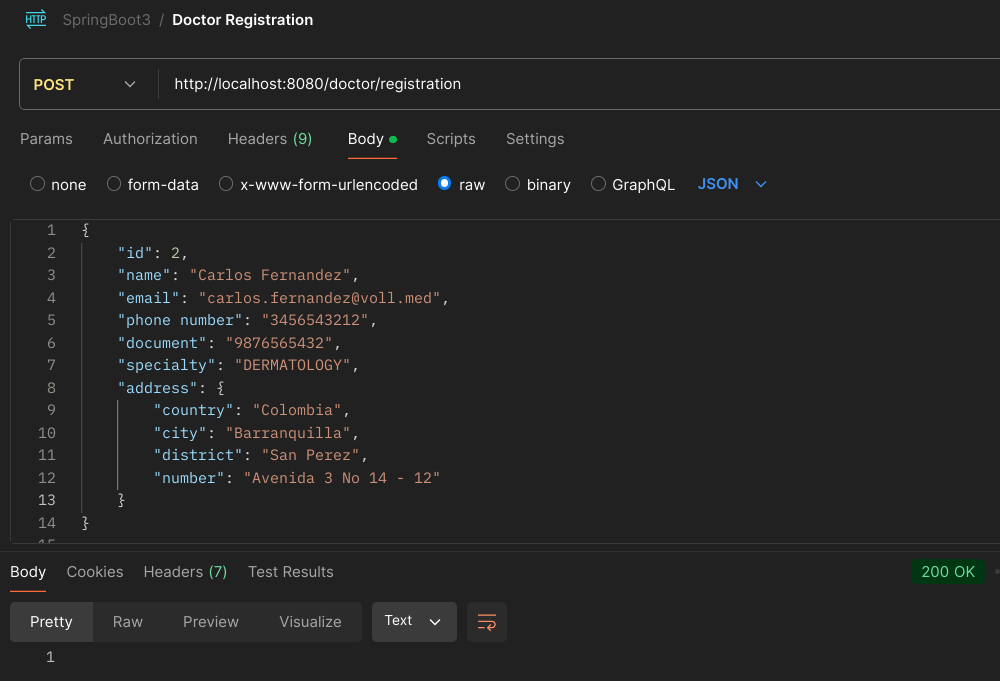 HTTP SpringBoot3 / Doctor Registration
POST http://localhost:8080/doctor/registration
Params Authorization Headers (9) Body Scripts Settings
none form-data x-www-form-urlencoded raw binary GraphQL JSON
1 {
2 "id": 2,
3 "name": "Carlos Fernandez",
4 "email": "carlos.fernandez@voll.med",
5 "phone number": "3456543212",
6 "document": "9876565432",
7 "specialty": "DERMATOLOGY",
8 "address": {
9 "country": "Colombia",
10 "city": "Barranquilla",
11 "district": "San Perez",
12 "number": "Avenida 3 No 14 - 12"
13 }
14 }
15
Body Cookies Headers (7) Test Results 200 OK
Pretty Raw Preview Visualize Text
1